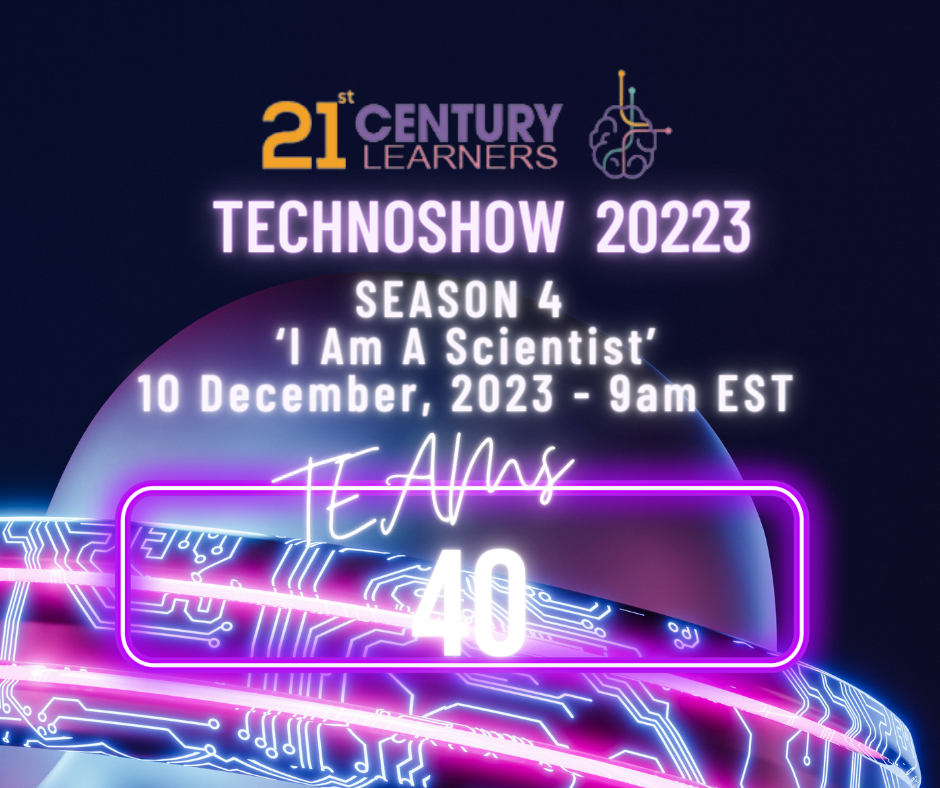 21st CENTURY
LEARNERS
TECHNOSHOW 20223
SEASON 4
‘I Am A Scientist’
10 December, 2023 - 9am EST
TEAMs
40